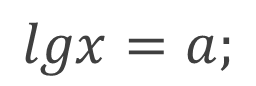 lgx = a;